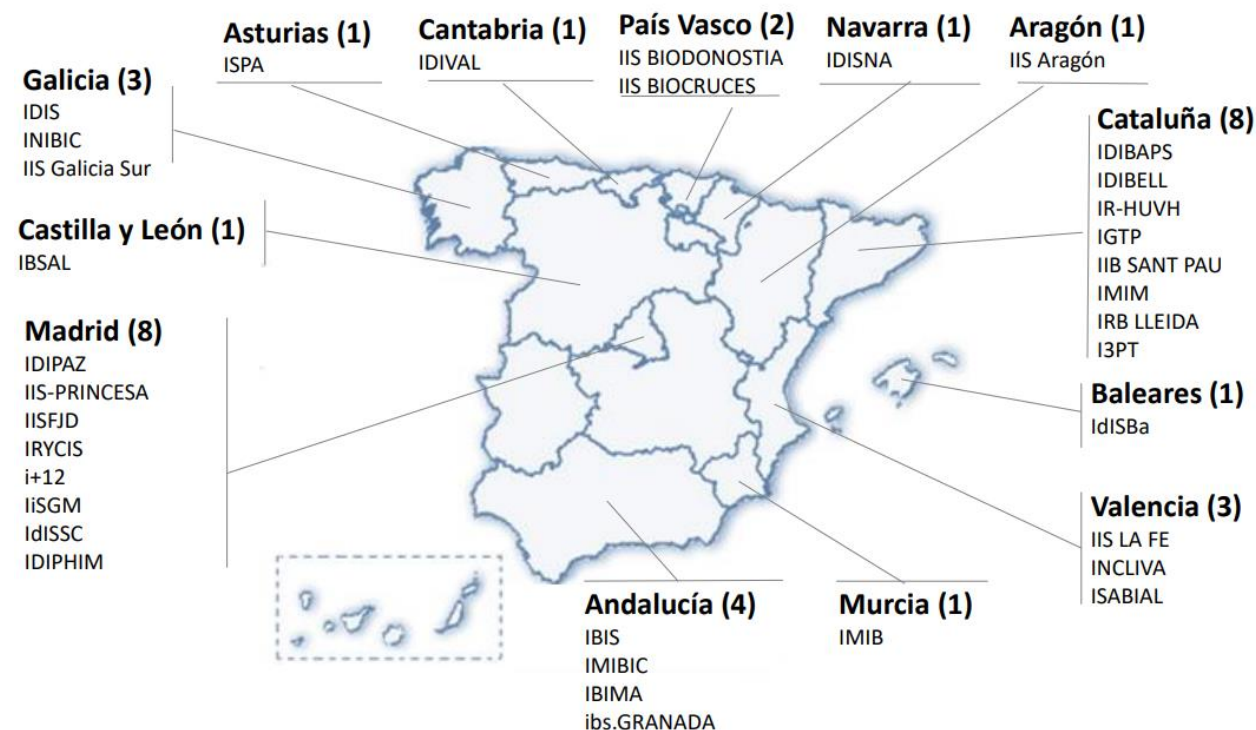 Asturias (1)
ISPA
Cantabria (1)
IDIVAL
País Vasco (2)
IIS BIODONOSTIA
IIS BIOCRUCES
Navarra (1)
IDISNA
Aragón (1)
IIS Aragón
Galicia (3)
IDIS
INIBIC
IIS Galicia Sur
Castilla y León (1)
IBSAL
Madrid (8)
IDIPAZ
IIS-PRINCESA
IISFJD
IRYCIS
i+12
IiSGM
IdISSC
IDIPHIM
Cataluña (8)
IDIBAPS
IDIBELL
IR-HUVH
IGTP
IIB SANT PAU
IMIM
IRB LLEIDA
I3PT
Baleares (1)
IdISBa
Valencia (3)
IIS LA FE
INCLIVA
ISABIAL
Andalucía (4)
IBIS
IMIBIC
IBIMA
ibs.GRANADA
Murcia (1)
IMIB